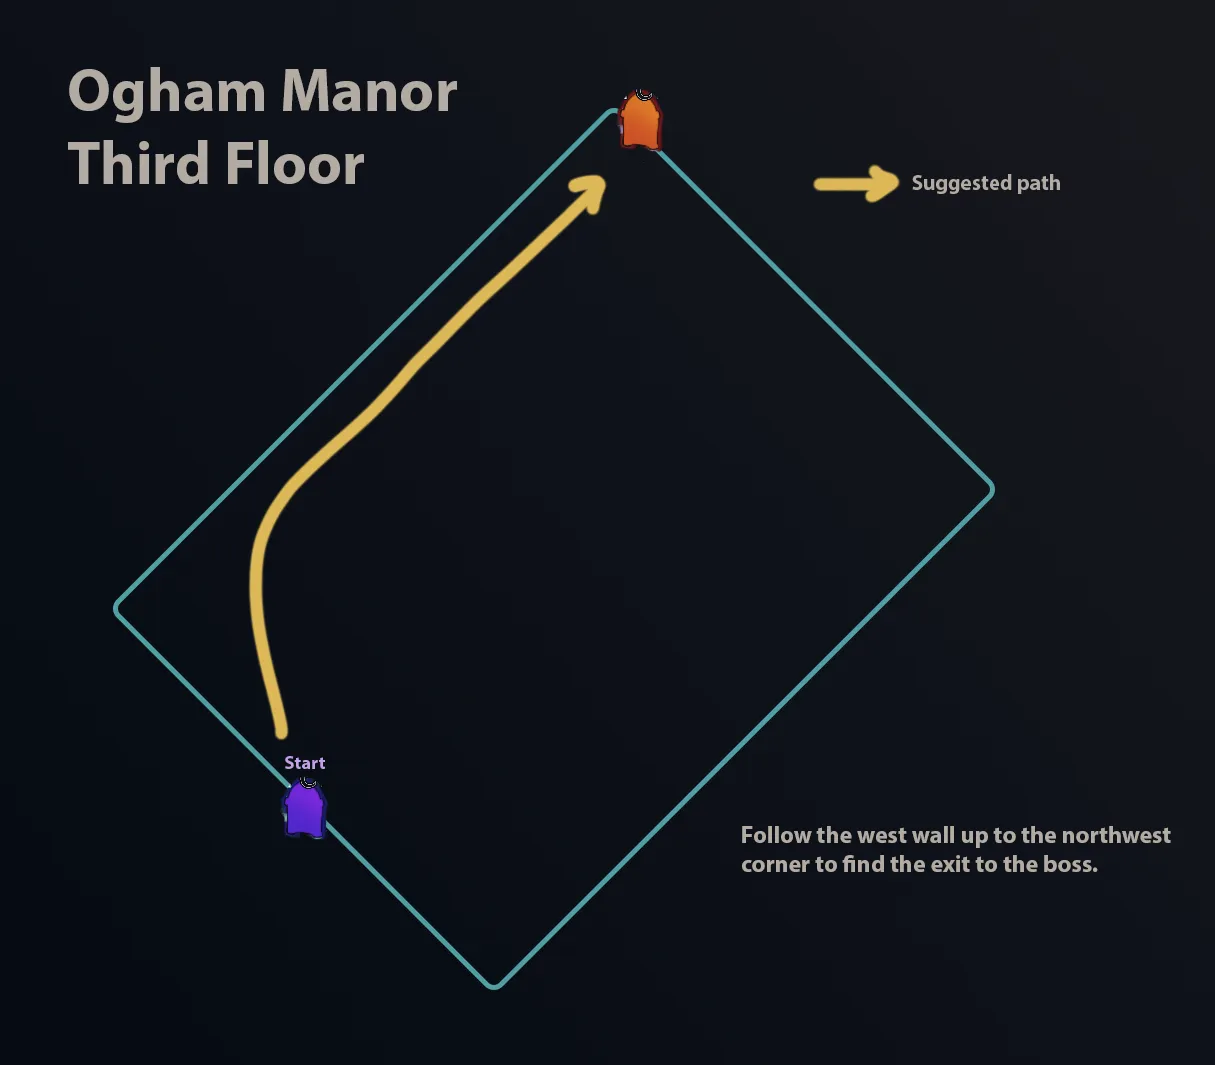 Ogham Manor
Third Floor
Suggested path
Start
Follow the west wall up to the northwest
corner to find the exit to the boss.